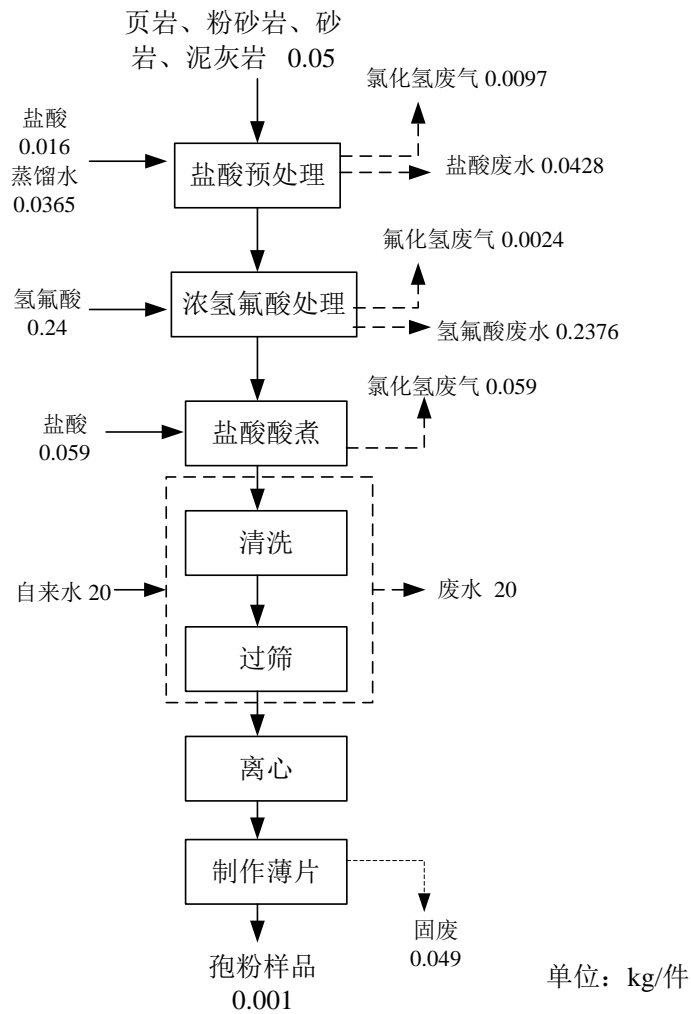 页岩、粉砂岩、砂
岩、泥灰岩 0.05
氯化氢废气 0.0097
盐酸
0.016
蒸馏水
0.0365
盐酸预处理
盐酸废水 0.0428
氟化氢废气 0.0024
氢氟酸
0.24
浓氢氟酸处理
氢氟酸废水 0.2376
氯化氢废气 0.059
盐酸
0.059
盐酸酸煮
清洗
自来水 20
废水 20
过筛
离心
制作薄片
固废
0.049
孢粉样品
0.001
单位：kg/件